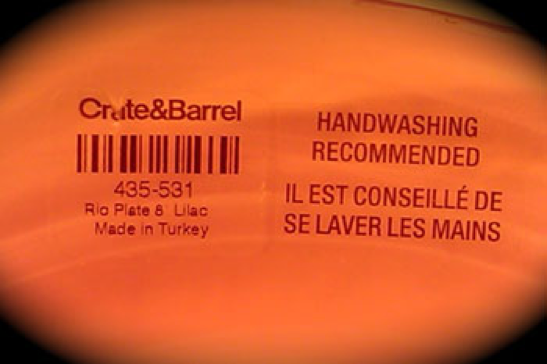 Crate&Barrel
435-531
Rio Plate 8" Lilac
Made in Turkey
HANDWASHING
RECOMMENDED
IL EST CONSEILLÉ DE
SE LAVER LES MAINS